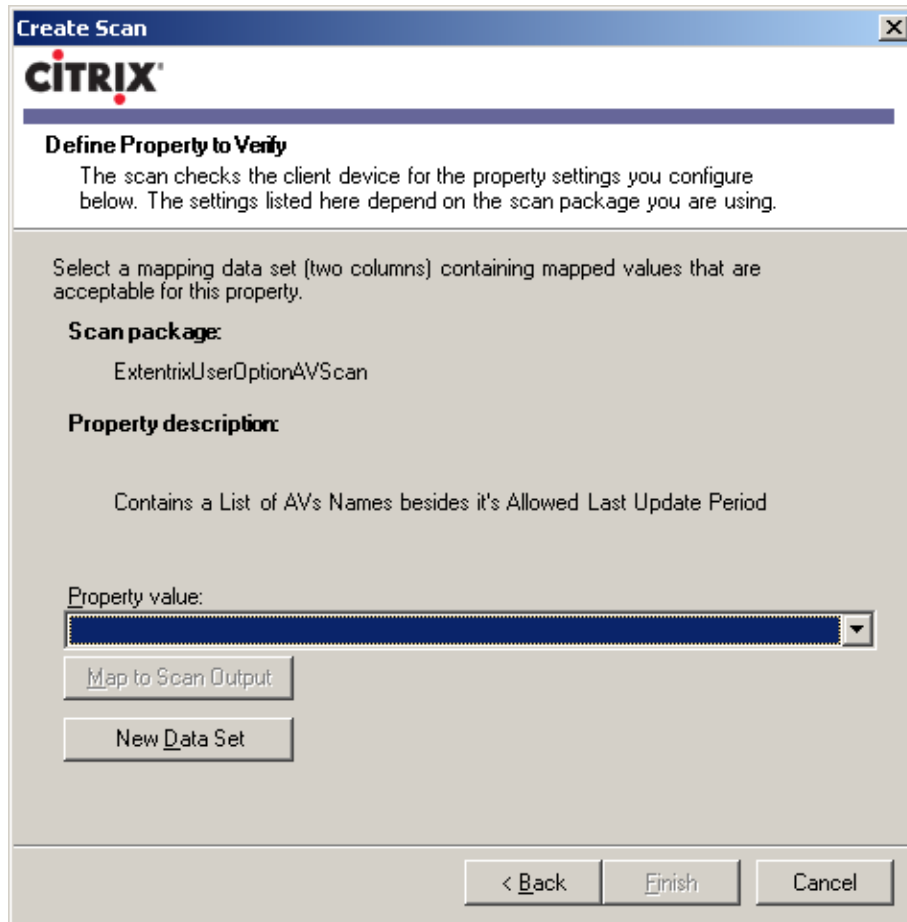 Create Scan
CiTRIX®
Define Property to Verify
The scan checks the client device for the property settings you configure
below. The settings listed here depend on the scan package you are using.
Select a mapping data set (two columns) containing mapped values that are
acceptable for this property.
Scan package:
ExtentrixUserOptionAVScan
Property description:
Contains a List of AVs Names besides it's Allowed Last Update Period
Property value:
Map to Scan Output
New Data Set
< Back
Finish
Cancel